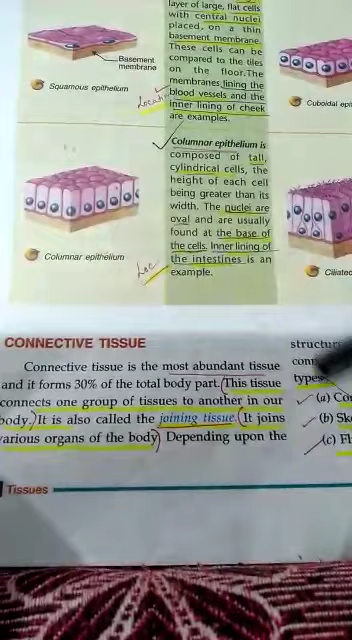 layer of large, flat cells
with central nuclei
placed, on a thin
basement membrane.
These cells can be
compared to the tiles
on the floor.The
membranes lining the
blood vessels and the
inner lining of cheek
are examples.
Basement
membrane
Squamous epithelium
Cuboidal epi
Columnar epithelium is
composed of tall,
cylindrical cells, the
height of each cell
being greater than its
width. The nuclei are
oval and are usually
found at the base of
the cells. Inner lining of
the intestines is an
example.
Loc
Columnar epithelium
Ciliated
CONNECTIVE TISSUE
Connective tissue is the most abundant tissue
and it forms 30% of the total body part. (This tissue
connects one group of tissues to another in our
body.) It is also called the joining tissue. (It joins
various organs of the body) Depending upon the
types
(a) Co
(b) Sk
(c) Fl
Tissues